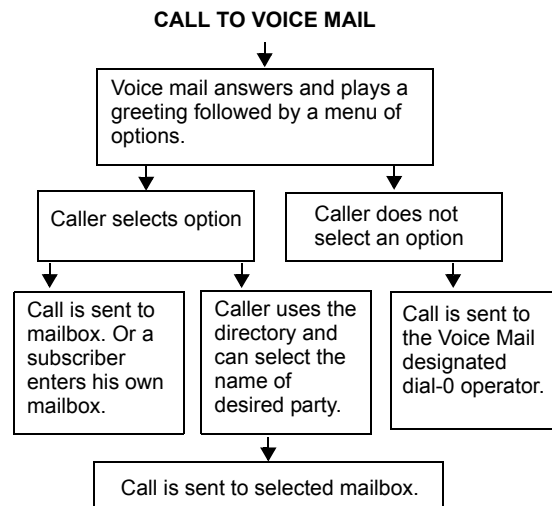 CALL TO VOICE MAIL
Voice mail answers and plays a
greeting followed by a menu of
options.
Caller selects option
Caller does not
select an option
Call is sent to
mailbox. Or a
subscriber
enters his own
mailbox.
Caller uses the
directory and
can select the
name of
desired party.
Call is sent to
the Voice Mail
designated
dial-0 operator.
Call is sent to selected mailbox.